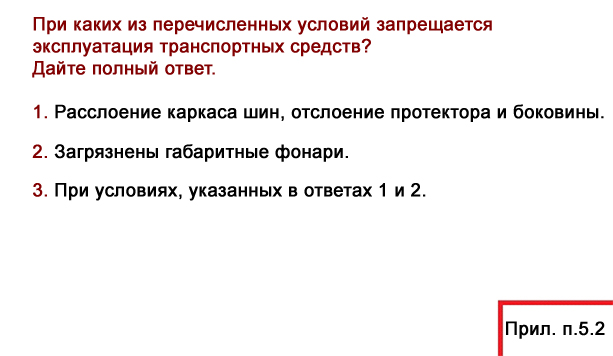 При каких из перечисленных условий запрещается
эксплуатация транспортных средств?
Дайте полный ответ.
1. Расслоение каркаса шин, отслоение протектора и боковины.
2. Загрязнены габаритные фонари.
3. При условиях, указанных в ответах 1 и 2.
Прил. п.5.2